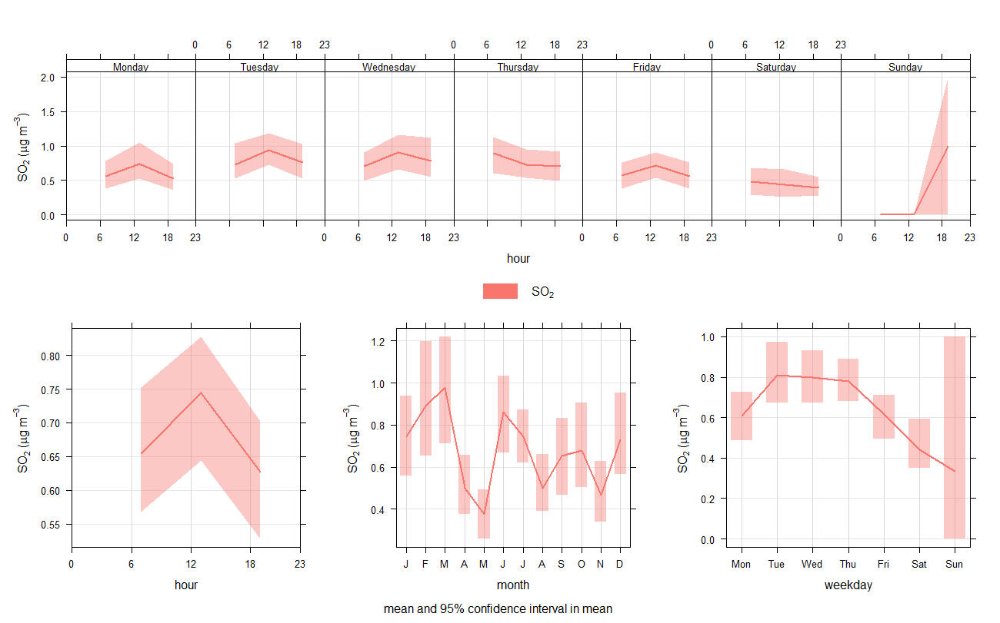 0 6 12 18 23 0 6 12 18 23 0 6 12 18 23
Monday Tuesday Wednesday Thursday Friday Saturday Sunday
2.0
1.5
1.0
0.5
0.0
SO₂ (µg m⁻³)
0 6 12 18 23 0 6 12 18 23 0 6 12 18 23 0 6 12 18 23
hour
SO₂
0.80
0.75
0.70
0.65
0.60
0.55
SO₂ (µg m⁻³)
0 6 12 18 23
hour
1.2
1.0
0.8
0.6
0.4
SO₂ (µg m⁻³)
J F M A M J J A S O N D
month
1.0
0.8
0.6
0.4
0.2
0.0
SO₂ (µg m⁻³)
Mon Tue Wed Thu Fri Sat Sun
weekday
mean and 95% confidence interval in mean